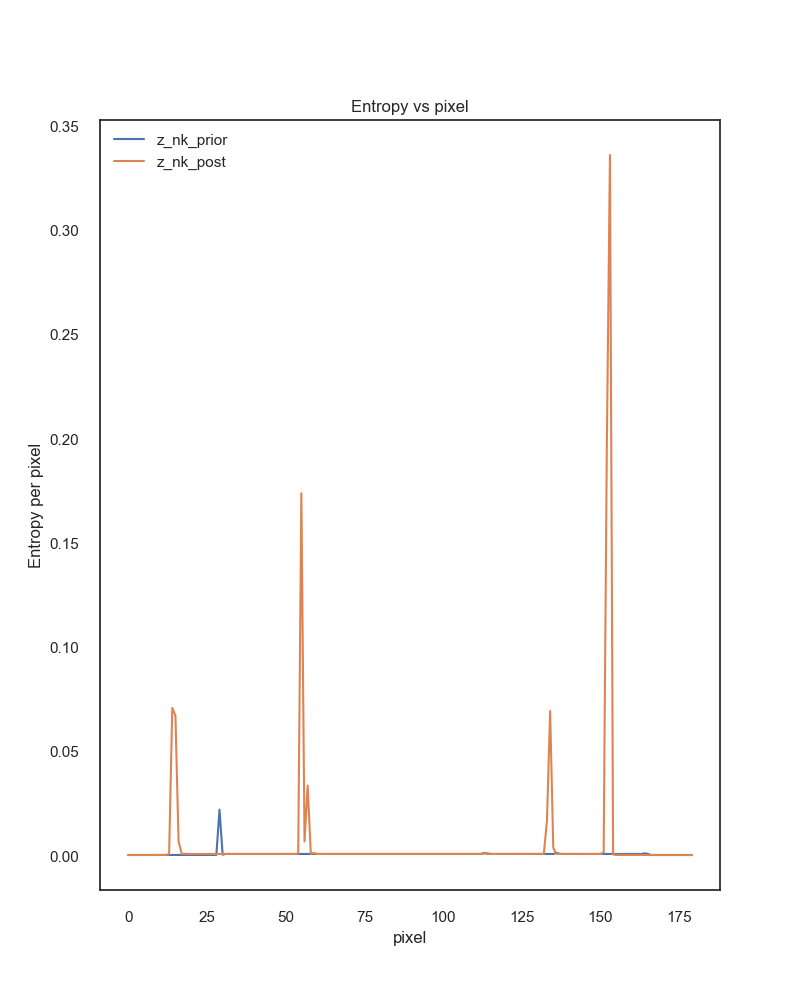 Entropy vs pixel
z_nk_prior
z_nk_post
0.35
0.30
0.25
0.20
0.15
0.10
0.05
0.00
Entropy per pixel
0 25 50 75 100 125 150 175
pixel